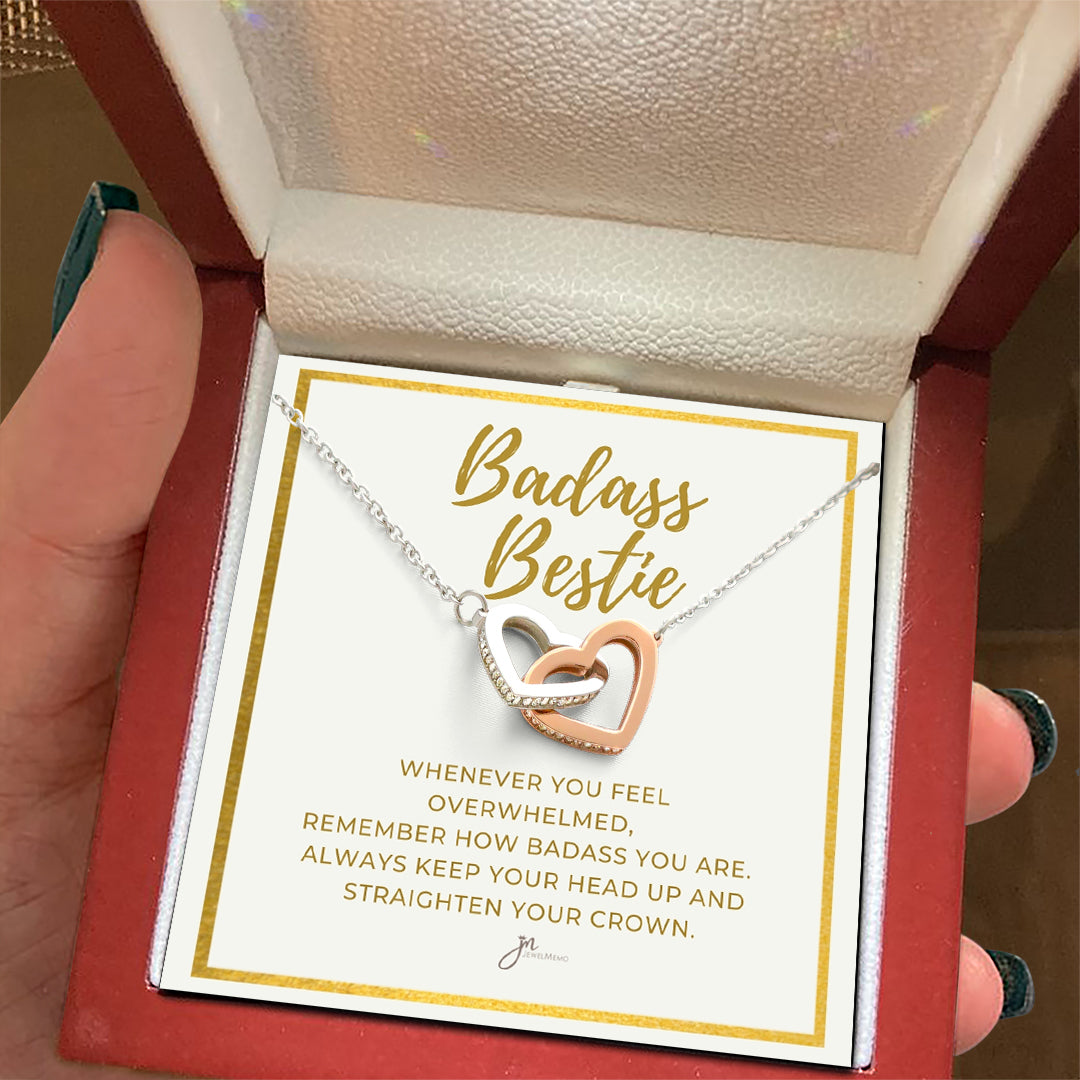 Badass
Bestie
WHENEVER YOU FEEL
OVERWHELMED,
REMEMBER HOW BADASS YOU ARE.
ALWAYS KEEP YOUR HEAD UP AND
STRAIGHTEN YOUR CROWN.
jm
JEWELMEMO